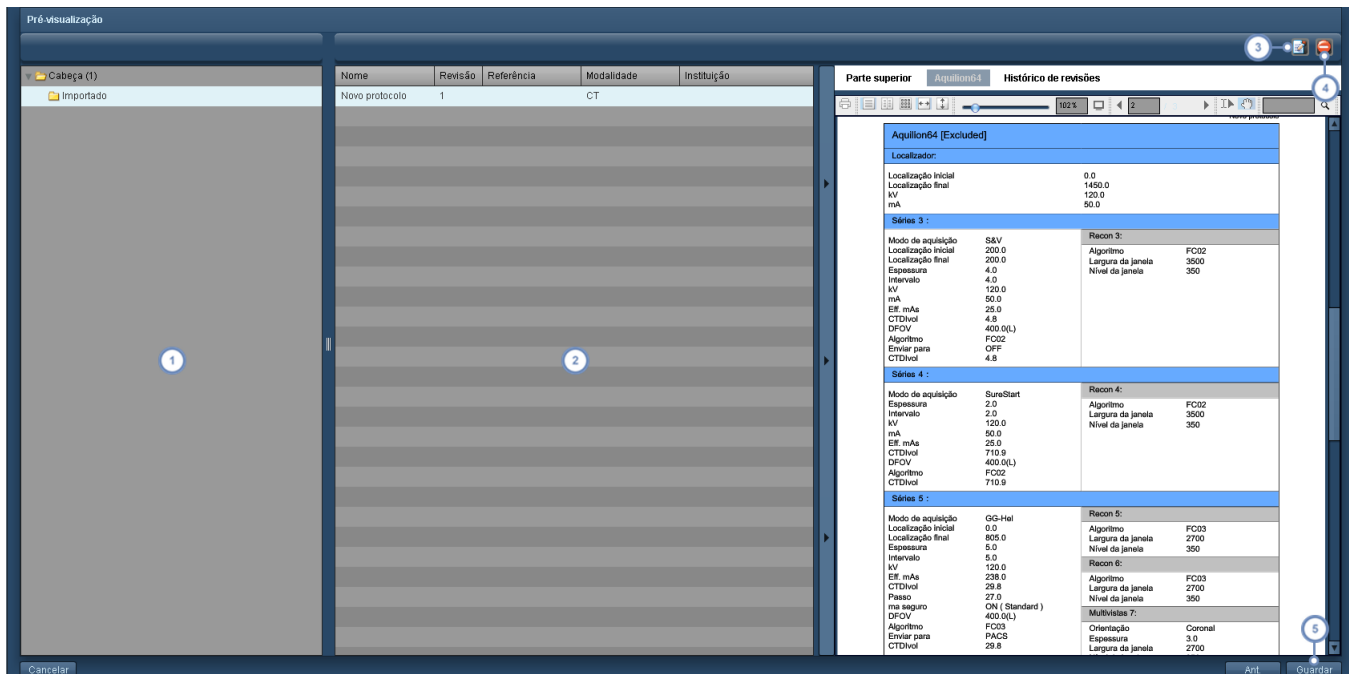 Pré-visualização
3
4
Cabeça (1)
Importado
Nome Revisão Referência Modalidade Instituição
Novo protocolo 1 CT
1
2
Parte superior Aquilion64 Histórico de revisões
102% 2
Novo protocolo
Aquilion64 [Excluded]
Localizador:
Localização inicial 0.0
Localização final 1450.0
kV 120.0
mA 50.0
Séries 3 :
Modo de aquisição S&V
Localização inicial 200.0
Localização final 200.0
Espessura 4.0
Intervalo 4.0
kV 120.0
mA 50.0
Eff. mAs 25.0
CTDIvol 4.8
DFOV 400.0(L)
Algoritmo FC02
Enviar para OFF
CTDIvol 4.8
Recon 3:
Algoritmo FC02
Largura da janela 3500
Nível da janela 350
Séries 4 :
Modo de aquisição SureStart
Espessura 2.0
Intervalo 2.0
kV 120.0
mA 50.0
Eff. mAs 25.0
CTDIvol 710.9
DFOV 400.0(L)
Algoritmo FC02
CTDIvol 710.9
Recon 4:
Algoritmo FC02
Largura da janela 3500
Nível da janela 350
Séries 5 :
Modo de aquisição GG-Hel
Localização inicial 0.0
Localização final 805.0
Espessura 5.0
Intervalo 5.0
kV 120.0
Eff. mAs 238.0
CTDIvol 29.8
Passo 27.0
ma seguro ON ( Standard )
DFOV 400.0(L)
Algoritmo FC03
Enviar para PACS
CTDIvol 29.8
Recon 5:
Algoritmo FC03
Largura da janela 2700
Nível da janela 350
Recon 6:
Algoritmo FC03
Largura da janela 2700
Nível da janela 350
Multivistas 7:
Orientação Coronal
Espessura 3.0
Largura da janela 2700
5
Cancelar Ant. Guardar